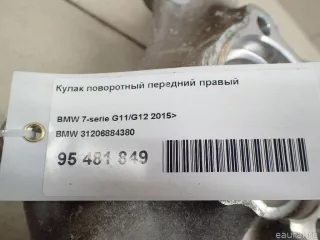 Кулак поворотный передний правый
BMW 7-serie G11/G12 2015>
BMW 31206884380
95 481 849